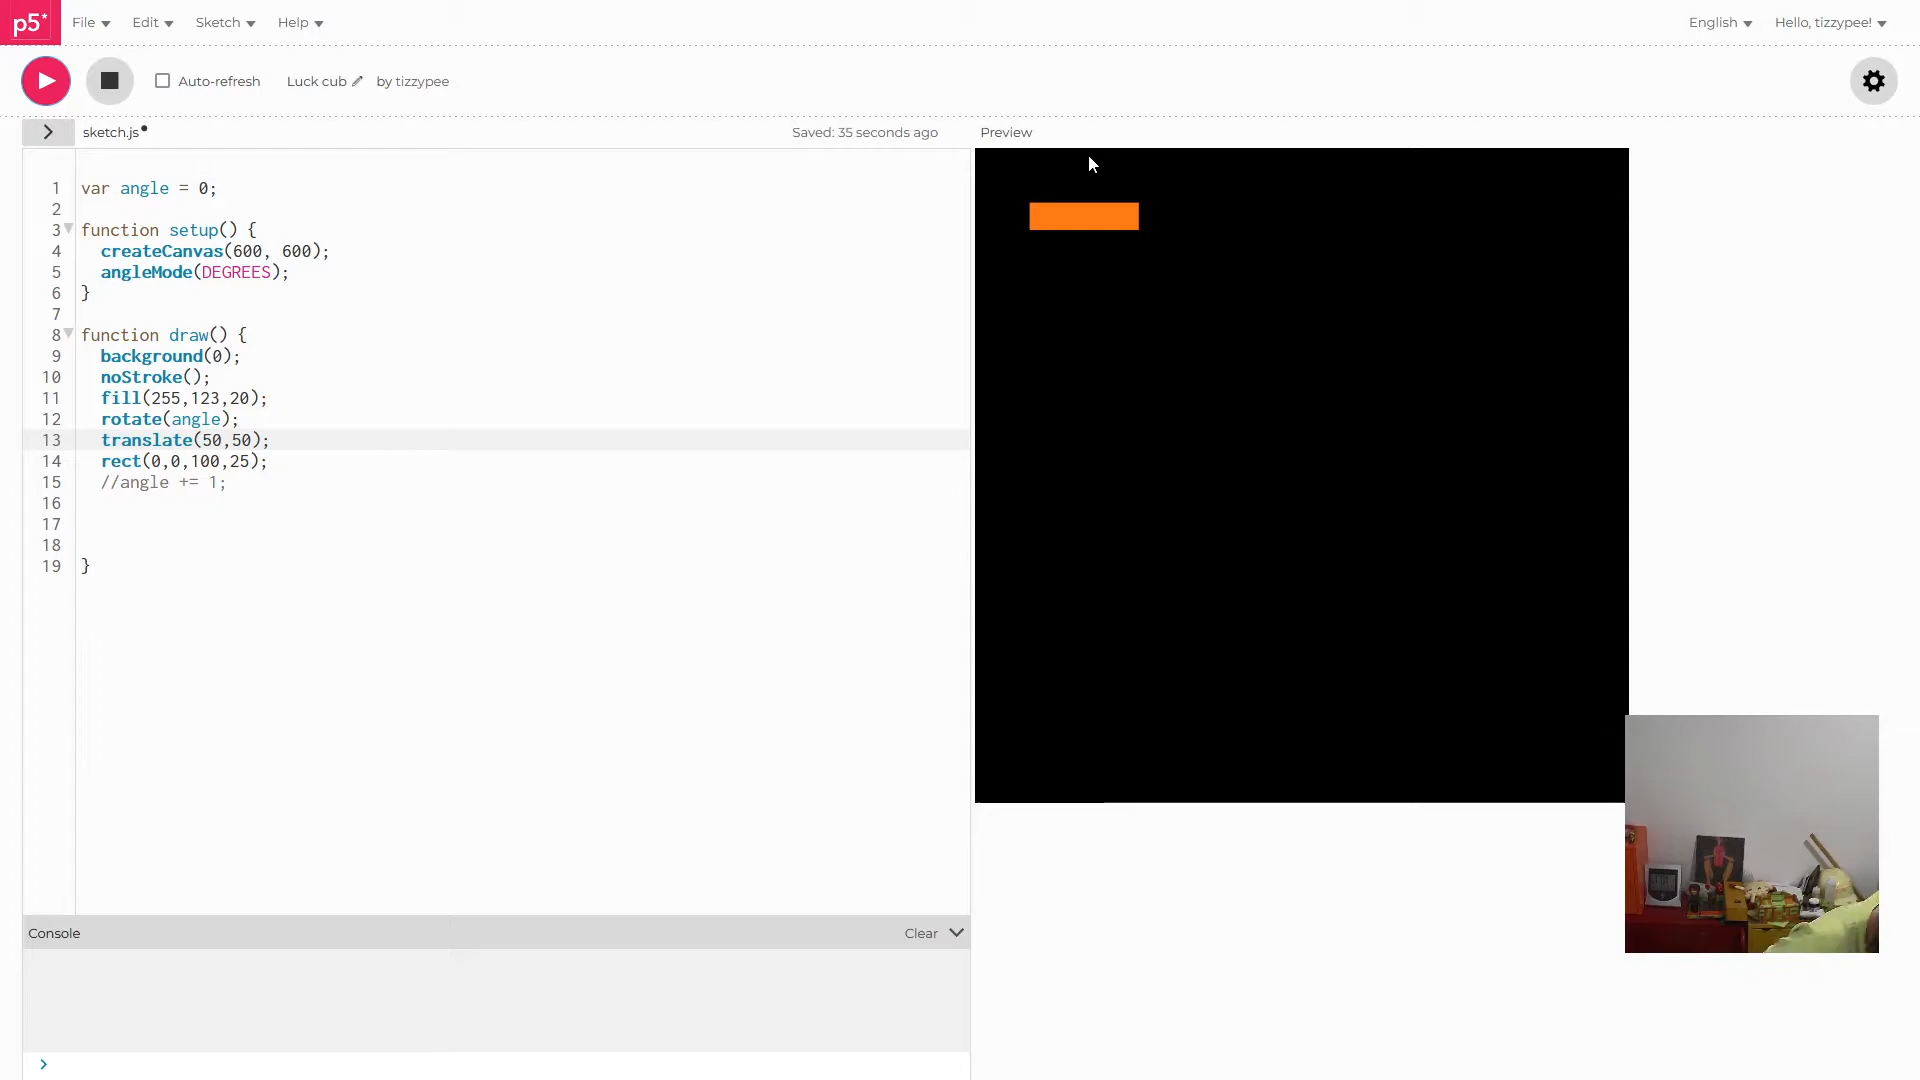 p5* File Edit Sketch Help English Hello, tizzypee!
Auto-refresh Luck cub by tizzypee
> sketch.js Saved: 35 seconds ago Preview
1 var angle = 0;
2
3 function setup() {
4 createCanvas(600, 600);
5 angleMode(DEGREES);
6 }
7
8 function draw() {
9 background(0);
10 noStroke();
11 fill(255,123,20);
12 rotate(angle);
13 translate(50,50);
14 rect(0,0,100,25);
15 //angle += 1;
16
17
18
19 }
Console Clear
>